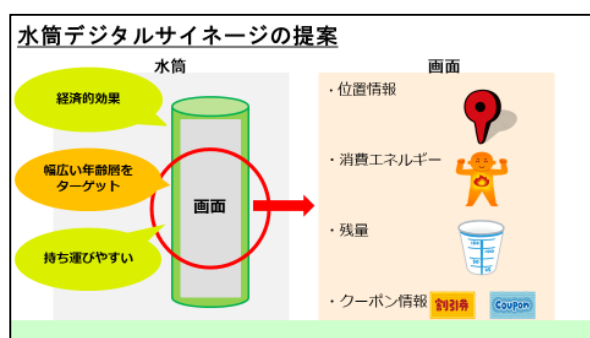 水筒デジタルサイネージの提案
水筒
経済的効果
幅広い年齢層を
ターゲット
持ち運びやすい
画面
画面
・位置情報
・消費エネルギー
・残量
・クーポン情報
割引券
Coupon